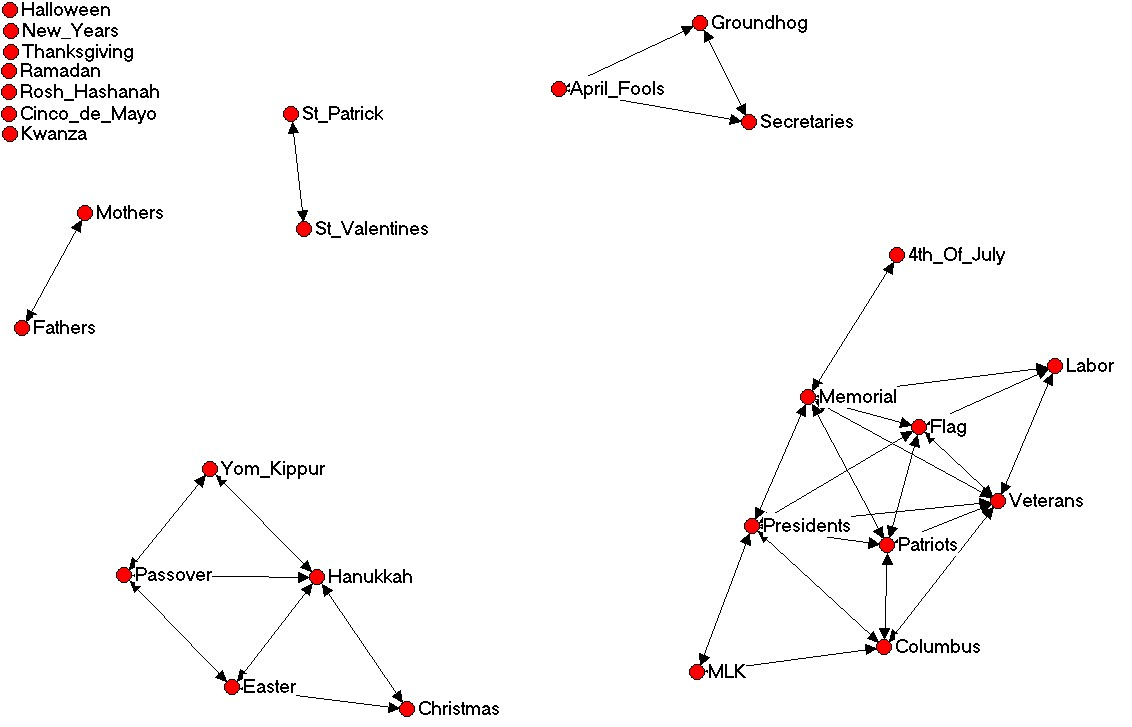 Halloween
New_Years
Thanksgiving
Ramadan
Rosh_Hashanah
Cinco_de_Mayo
Kwanza
Groundhog
April_Fools
Secretaries
St_Patrick
St_Valentines
Mothers
Fathers
4th_Of_July
Labor
Memorial
Flag
Veterans
Presidents
Patriots
Columbus
MLK
Yom_Kippur
Passover
Hanukkah
Easter
Christmas